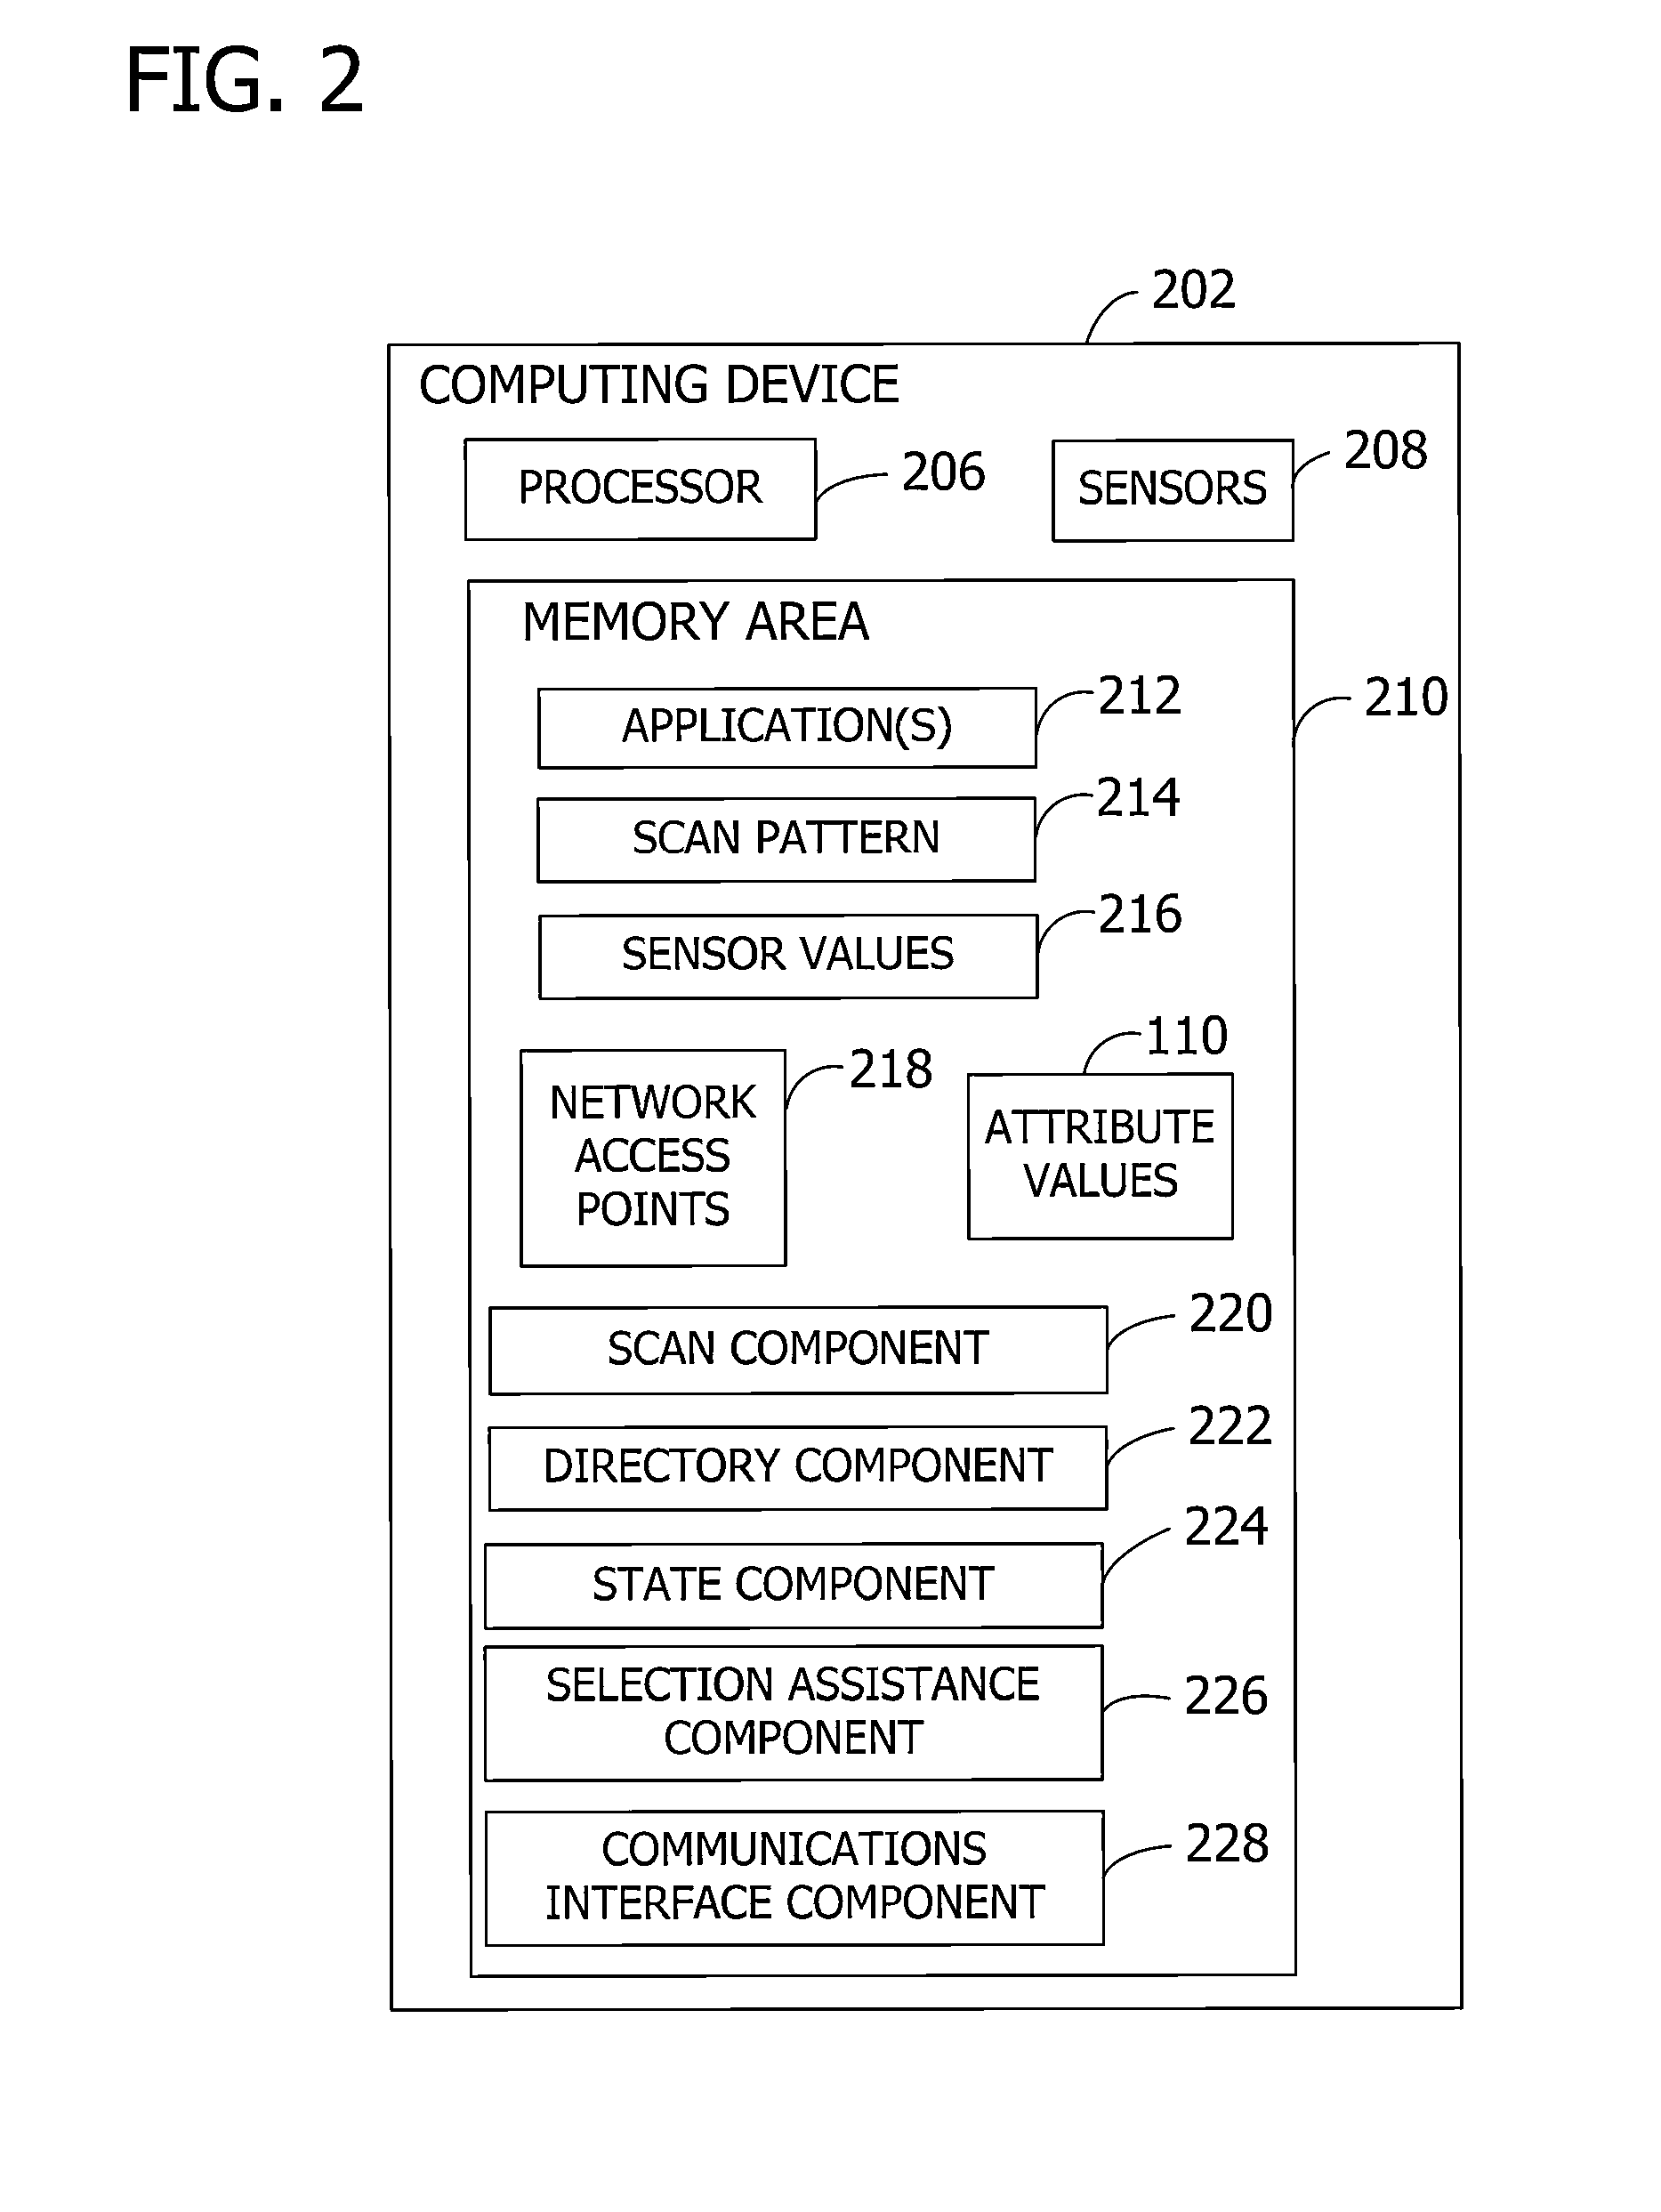 FIG. 2
202
COMPUTING DEVICE
PROCESSOR
206
SENSORS
208
MEMORY AREA
210
APPLICATION(S)
212
SCAN PATTERN
214
SENSOR VALUES
216
NETWORK
ACCESS
POINTS
218
110
ATTRIBUTE
VALUES
SCAN COMPONENT
220
DIRECTORY COMPONENT
222
STATE COMPONENT
224
SELECTION ASSISTANCE
COMPONENT
226
COMMUNICATIONS
INTERFACE COMPONENT
228